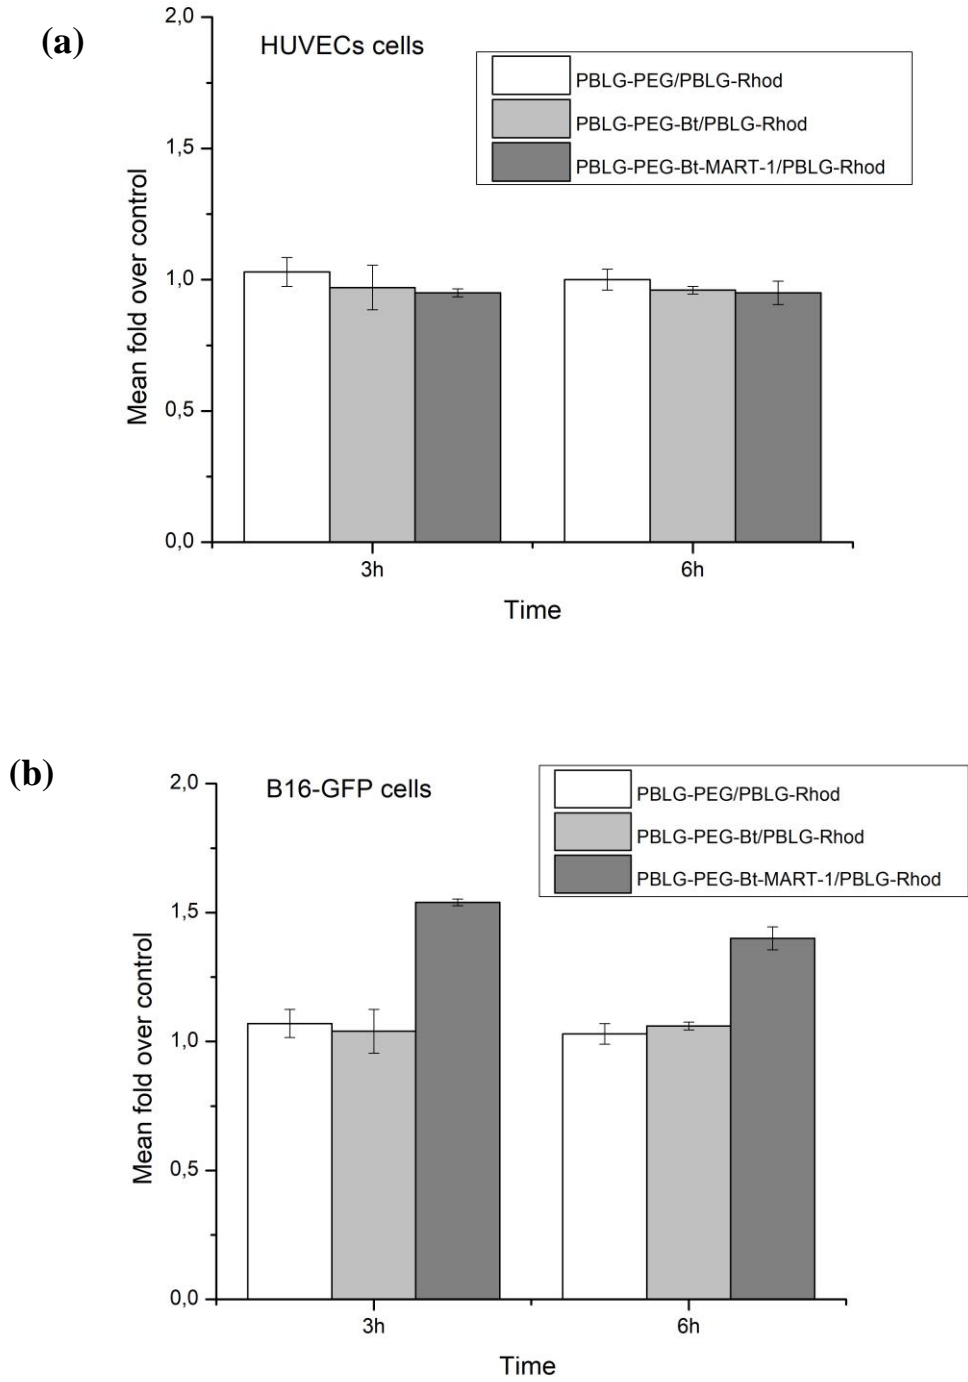 (a)
HUVECs cells
PBLG-PEG/PBLG-Rhod
PBLG-PEG-Bt/PBLG-Rhod
PBLG-PEG-Bt-MART-1/PBLG-Rhod
Mean fold over control
2,0
1,5
1,0
0,5
0,0
3h
6h
Time
(b)
B16-GFP cells
PBLG-PEG/PBLG-Rhod
PBLG-PEG-Bt/PBLG-Rhod
PBLG-PEG-Bt-MART-1/PBLG-Rhod
Mean fold over control
2,0
1,5
1,0
0,5
0,0
3h
6h
Time